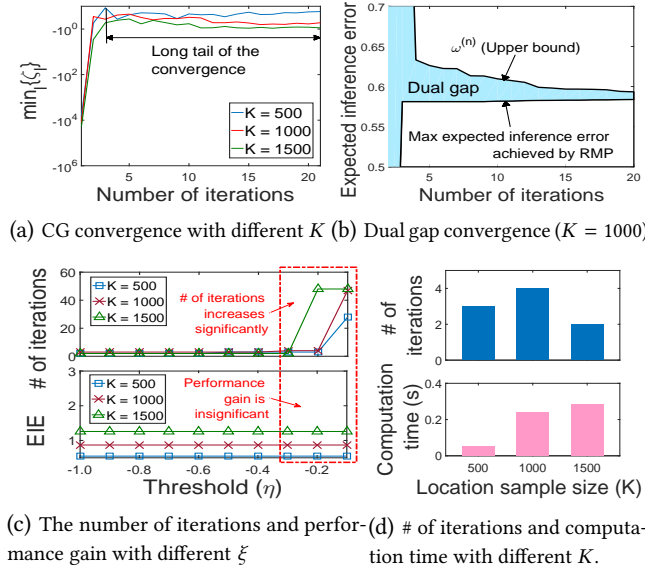 -10^0
-10^2
-10^4
-10^6
min_l{ζ_l}
Long tail of the
convergence
K = 500
K = 1000
K = 1500
5 10 15 20
Number of iterations
(a) CG convergence with different K
0.7
0.6
0.5
Expected inference error
ω^(n) (Upper bound)
Dual gap
Max expected inference error
achieved by RMP
5 10 15 20
Number of iterations
(b) Dual gap convergence (K = 1000)
60
40
20
0
# of iterations
K = 500
K = 1000
K = 1500
# of iterations
increases
significantly
3
2
1
EIE
K = 500
K = 1000
K = 1500
Performance
gain is
insignificant
-1.0 -0.8 -0.6 -0.4 -0.2
Threshold (η)
(c) The number of iterations and perfor-
mance gain with different ξ
4
2
0
# of
iterations
0.4
0.2
0
Computation
time (s)
500 1000 1500
Location sample size (K)
(d) # of iterations and computa-
tion time with different K.